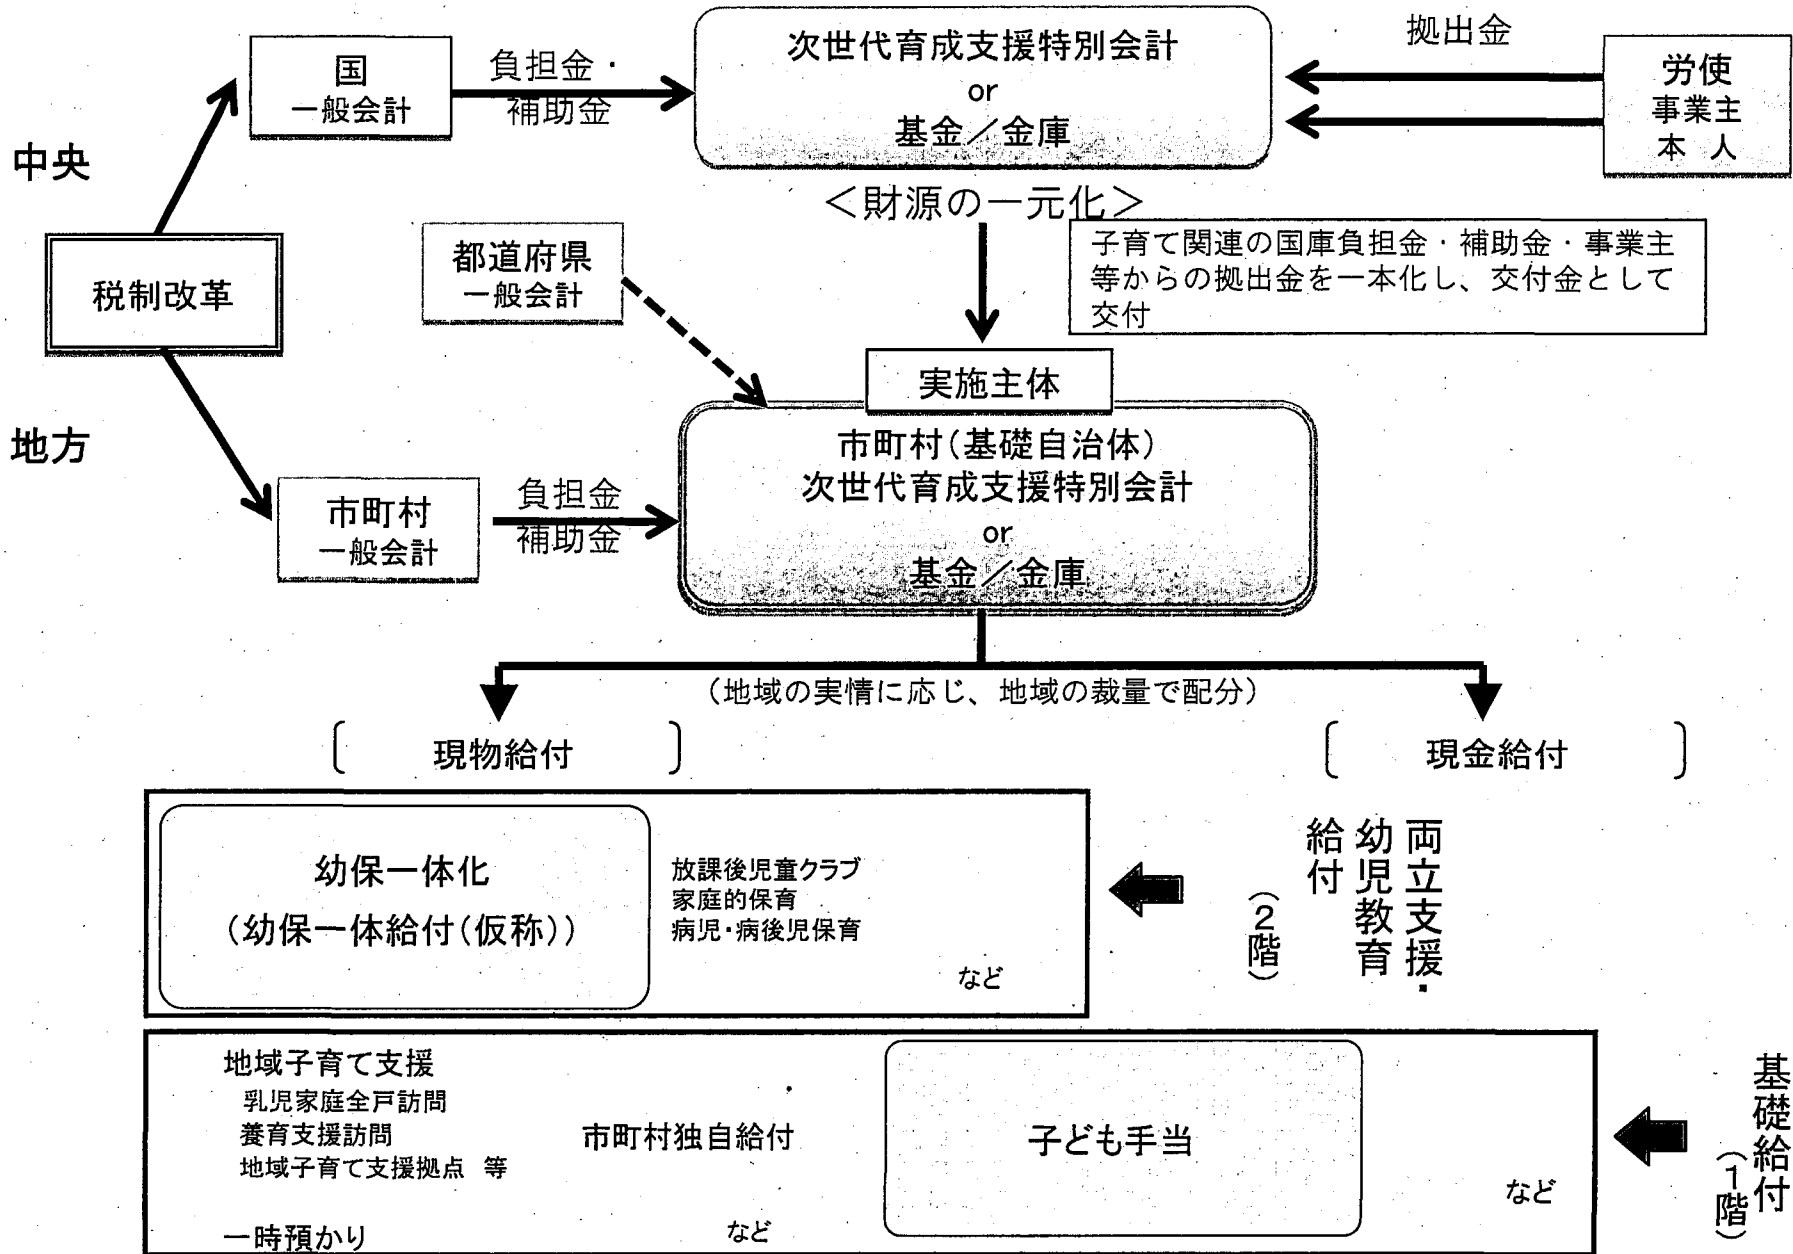 国
一般会計
負担金・
補助金
次世代育成支援特別会計
or
基金／金庫
拠出金
労使
事業主
本 人
中央
＜財源の一元化＞
税制改革
都道府県
一般会計
子育て関連の国庫負担金・補助金・事業主
等からの拠出金を一本化し、交付金として
交付
実施主体
地方
市町村（基礎自治体）
次世代育成支援特別会計
or
基金／金庫
市町村
一般会計
負担金
補助金
（地域の実情に応じ、地域の裁量で配分）
〔 現物給付 〕
〔 現金給付 〕
幼保一体化
（幼保一体給付（仮称））
放課後児童クラブ
家庭的保育
病児・病後児保育
など
両立支援・
幼児教育
給付
（２階）
地域子育て支援
乳児家庭全戸訪問
養育支援訪問
地域子育て支援拠点 等
一時預かり
市町村独自給付
など
子ども手当
など
基礎給付
（１階）